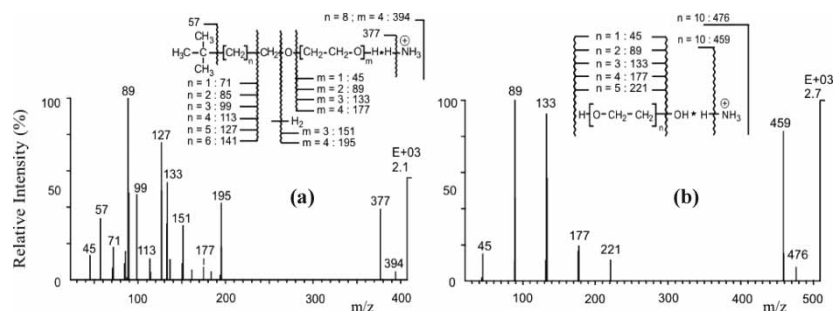 57
n = 8 ; m = 4 : 394
377
CH3
H3C
C
[CH2]n
CH2
O
[CH2-CH2-O]m
H*H
NH3
CH3
n = 1 : 71
n = 2 : 85
n = 3 : 99
n = 4 : 113
n = 5 : 127
n = 6 : 141
m = 1 : 45
m = 2 : 89
m = 3 : 133
m = 4 : 177
H2
m = 3 : 151
m = 4 : 195
Relative Intensity (%)
100
50
0
45
57
71
89
99
113
127
133
151
177
195
377
394
E+03
2.1
(a)
100
200
300
400
m/z
n = 10 : 476
n = 10 : 459
n = 1 : 45
n = 2 : 89
n = 3 : 133
n = 4 : 177
n = 5 : 221
H[O-CH2-CH2]n OH* H NH3
100
50
0
45
89
133
177
221
459
476
E+03
2.7
(b)
100
200
300
400
500
m/z